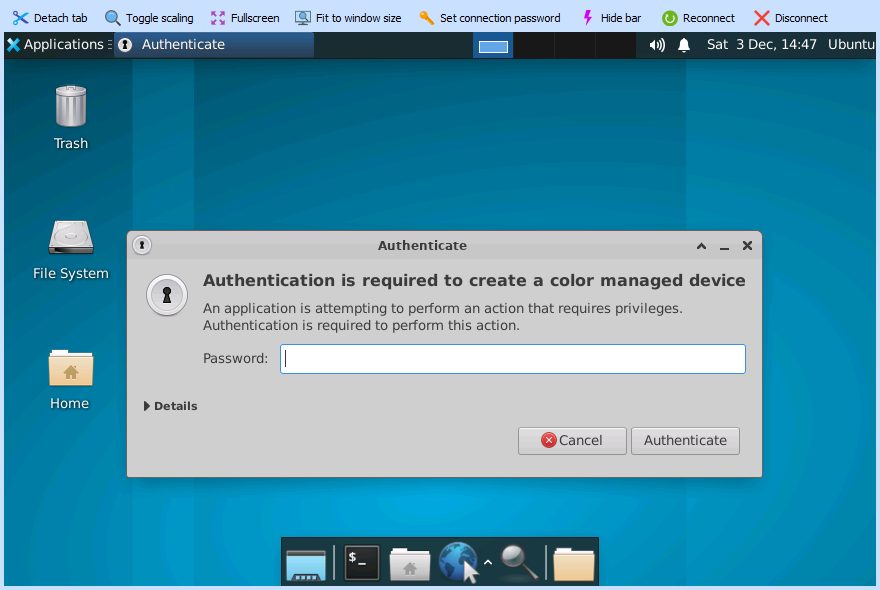 Detach tab Toggle scaling Fullscreen Fit to window size Set connection password Hide bar Reconnect Disconnect
Applications Authenticate Sat 3 Dec, 14:47 Ubuntu
Trash
File System
Home
Authenticate
Authentication is required to create a color managed device
An application is attempting to perform an action that requires privileges.
Authentication is required to perform this action.
Password:
Details
Cancel Authenticate
$_